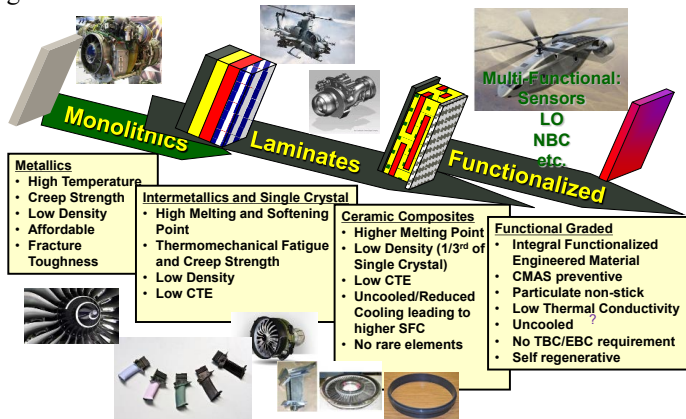 Multi-Functional:
Sensors
LO
NBC
etc.
Monolithics
Laminates
Functionalized
Metallics
• High Temperature
• Creep Strength
• Low Density
• Affordable
• Fracture
Toughness
Intermetallics and Single Crystal
• High Melting and Softening
Point
• Thermomechanical Fatigue
and Creep Strength
• Low Density
• Low CTE
Ceramic Composites
• Higher Melting Point
• Low Density (1/3rd of
Single Crystal)
• Low CTE
• Uncooled/Reduced
Cooling leading to
higher SFC
• No rare elements
Functional Graded
• Integral Functionalized
Engineered Material
• CMAS preventive
• Particulate non-stick
• Low Thermal Conductivity
• Uncooled ?
• No TBC/EBC requirement
• Self regenerative